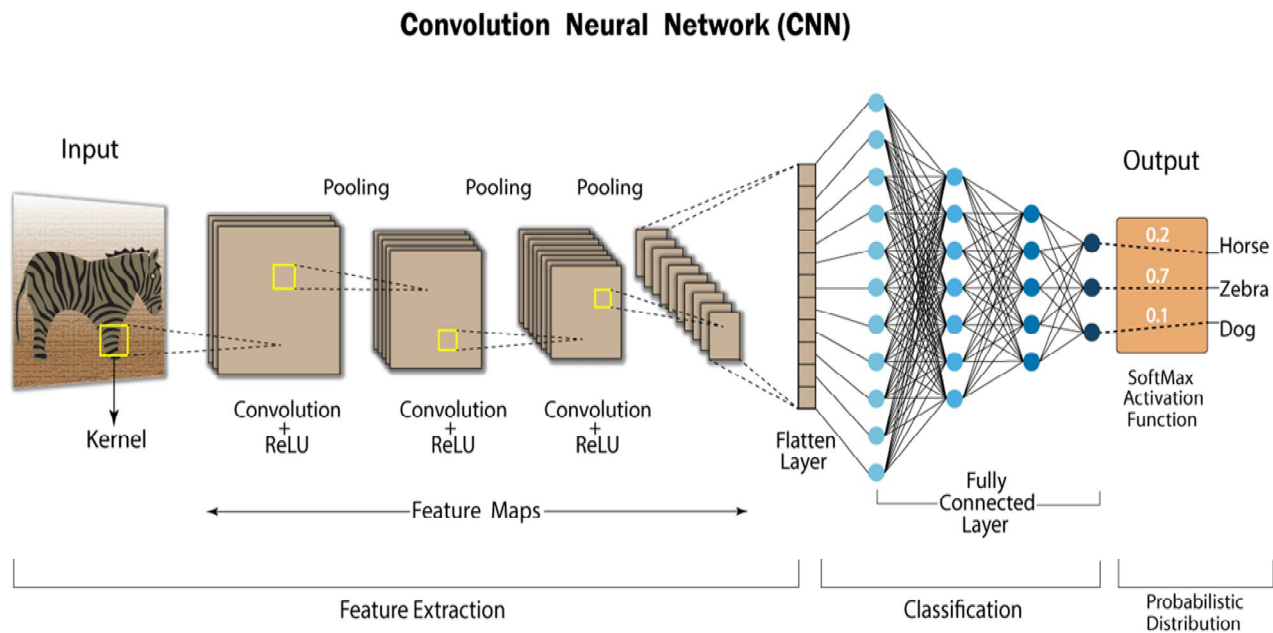 Convolution Neural Network (CNN)
Input
Output
Pooling
Pooling
Pooling
0.2
Horse
0.7
Zebra
0.1
Dog
SoftMax
Activation
Function
Kernel
Convolution
+
ReLU
Convolution
+
ReLU
Convolution
+
ReLU
Flatten
Layer
Fully
Connected
Layer
Feature Maps
Feature Extraction
Classification
Probabilistic
Distribution